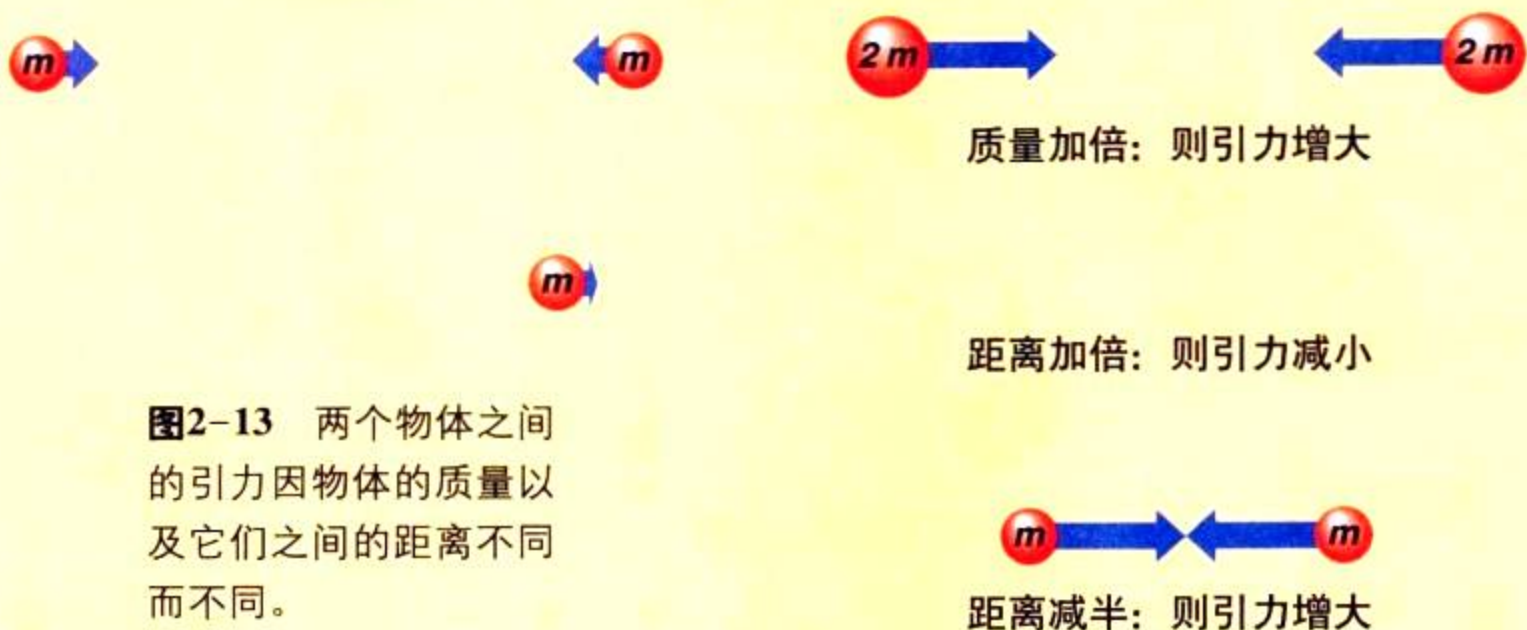 m
m
2m
2m
质量加倍：则引力增大
m
距离加倍：则引力减小
图2-13 两个物体之间
的引力因物体的质量以
及它们之间的距离不同
而不同。
m
m
距离减半：则引力增大